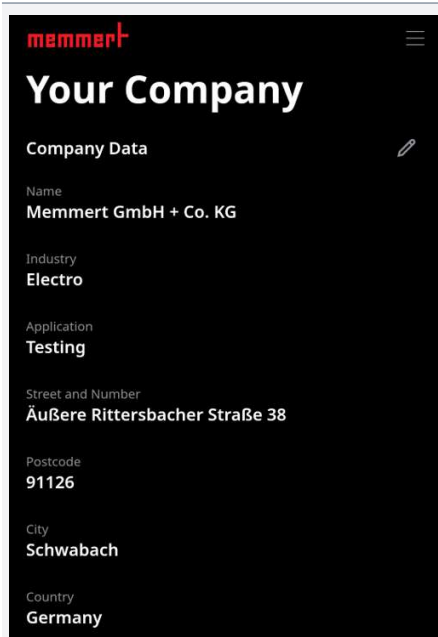 memmert
Your Company
Company Data
Name
Memmert GmbH + Co. KG
Industry
Electro
Application
Testing
Street and Number
Äußere Rittersbacher Straße 38
Postcode
91126
City
Schwabach
Country
Germany